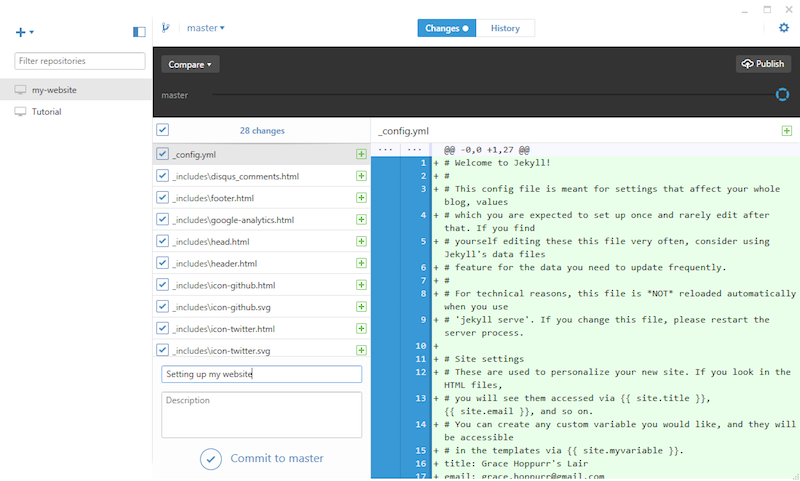 master
Changes
History
Filter repositories
my-website
Tutorial
Compare
Publish
master
28 changes
_config.yml
_includes\disqus_comments.html
_includes\footer.html
_includes\google-analytics.html
_includes\head.html
_includes\header.html
_includes\icon-github.html
_includes\icon-github.svg
_includes\icon-twitter.html
_includes\icon-twitter.svg
Setting up my website
Description
Commit to master
_config.yml
... ... @@ -0,0 +1,27 @@
1 + # Welcome to Jekyll!
2 + #
3 + # This config file is meant for settings that affect your whole
blog, values
4 + # which you are expected to set up once and rarely edit after
that. If you find
5 + # yourself editing these this file very often, consider using
Jekyll's data files
6 + # feature for the data you need to update frequently.
7 + #
8 + # For technical reasons, this file is *NOT* reloaded automatically
when you use
9 + # 'jekyll serve'. If you change this file, please restart the
server process.
10 +
11 + # Site settings
12 + # These are used to personalize your new site. If you look in the
HTML files,
13 + # you will see them accessed via {{ site.title }},
{{ site.email }}, and so on.
14 + # You can create any custom variable you would like, and they will
be accessible
15 + # in the templates via {{ site.myvariable }}.
16 + title: Grace Hoppurr's Lair
17 + email: grace.hoppurr@gmail.com